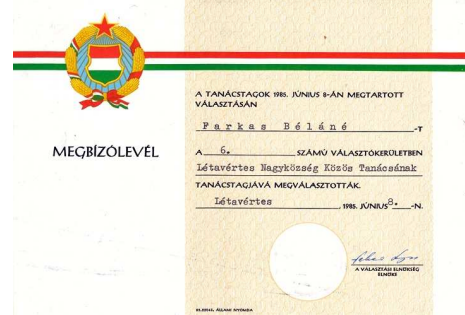 MEGBÍZÓLEVÉL
A TANÁCSTAGOK 1985. JÚNIUS 8-ÁN MEGTARTOTT
VÁLASZTÁSÁN
Farkas Béláné -T
A 6. SZÁMÚ VÁLASZTÓKERÜLETBEN
Létavértes Nagyközség Közös Tanácsának
TANÁCSTAGJÁVÁ MEGVÁLASZTOTTÁK.
Létavértes, 1985. JÚNIUS 8. -N.
A VÁLASZTÁSI ELNÖKSÉG
ELNÖKE
ÁLLAMI NYOMDA